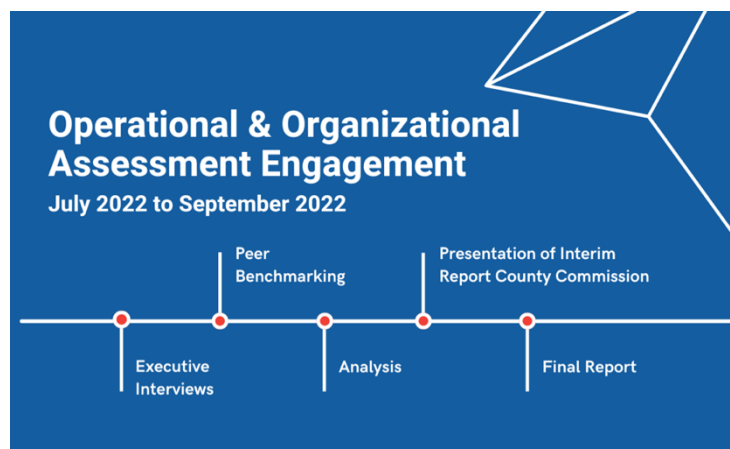 Operational & Organizational
Assessment Engagement
July 2022 to September 2022
Peer
Benchmarking
Presentation of Interim
Report County Commission
Executive
Interviews
Analysis
Final Report